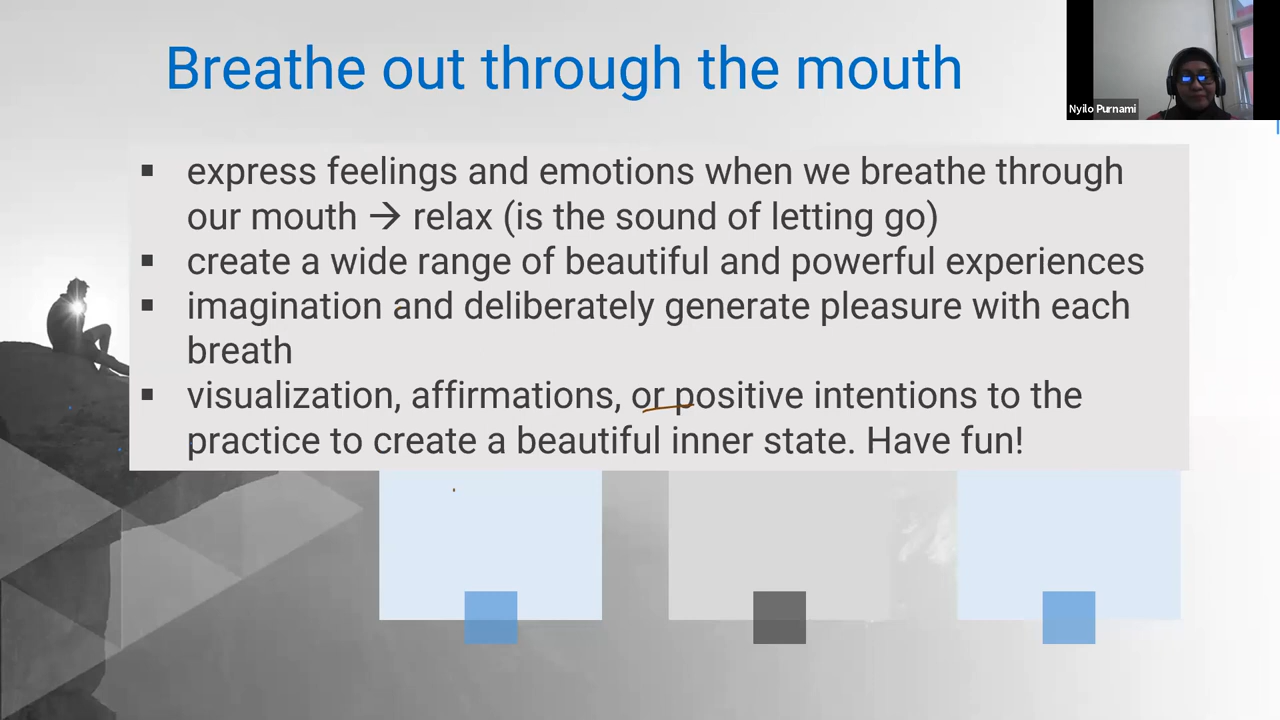 Breathe out through the mouth
Nyilo Purnami
▪ express feelings and emotions when we breathe through
our mouth → relax (is the sound of letting go)
▪ create a wide range of beautiful and powerful experiences
▪ imagination and deliberately generate pleasure with each
breath
▪ visualization, affirmations, or positive intentions to the
practice to create a beautiful inner state. Have fun!